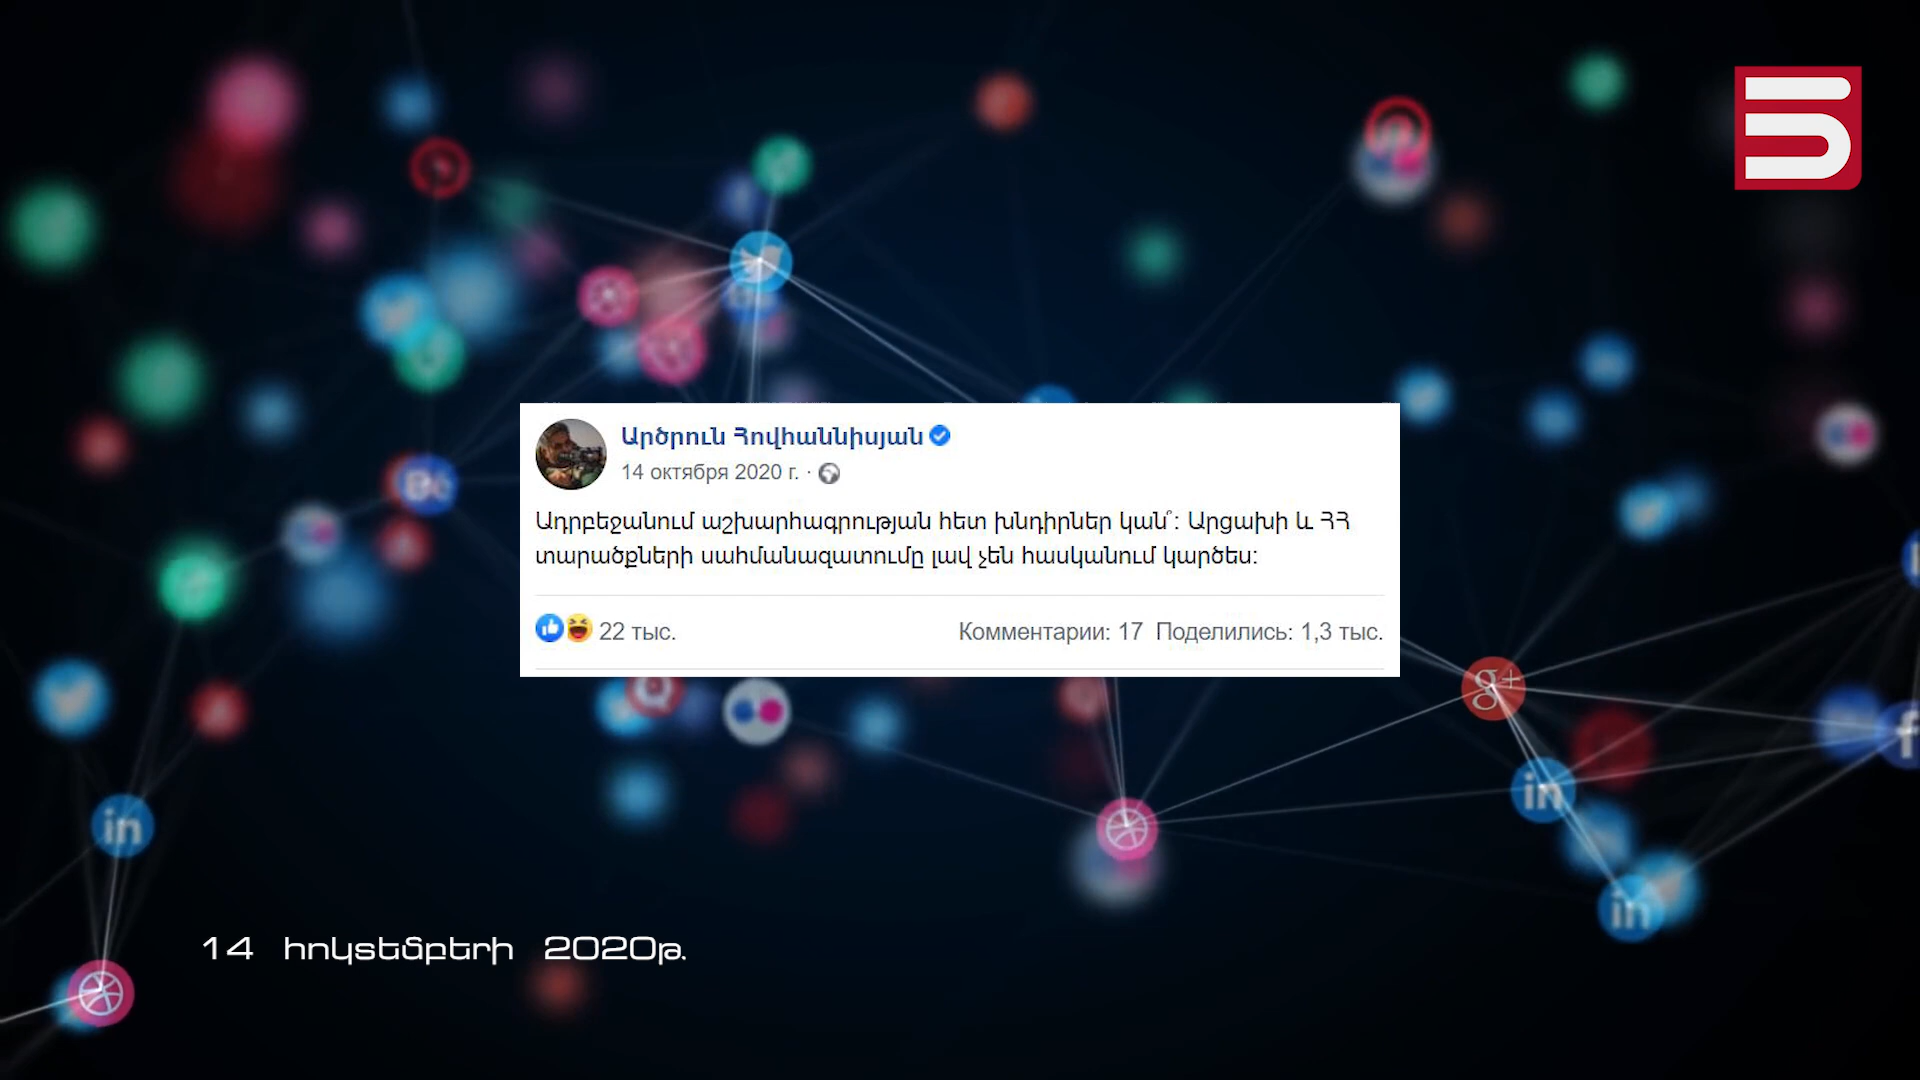 Արծրուն Հովհաննիսյան
14 октября 2020 г. ·
Ադրբեջանում աշխարհագրության հետ խնդիրներ կան՞: Արցախի և ՀՀ
տարածքների սահմանազատումը լավ չեն հասկանում կարծես:
22 тыс.
Комментарии: 17 Поделились: 1,3 тыс.
14 հոկտեմբերի 2020թ.